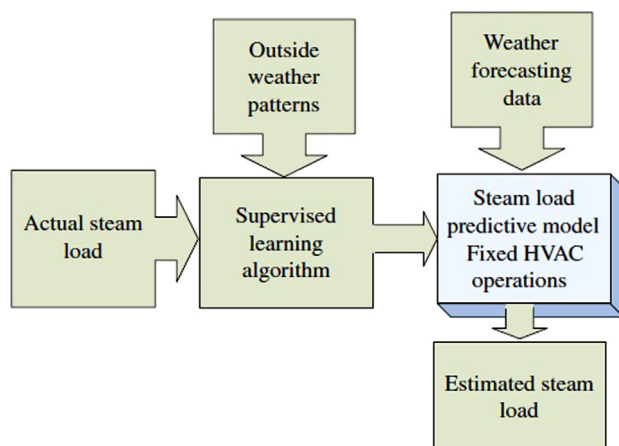 Outside
weather
patterns
Weather
forecasting
data
Actual steam
load
Supervised
learning
algorithm
Steam load
predictive model
Fixed HVAC
operations
Estimated steam
load